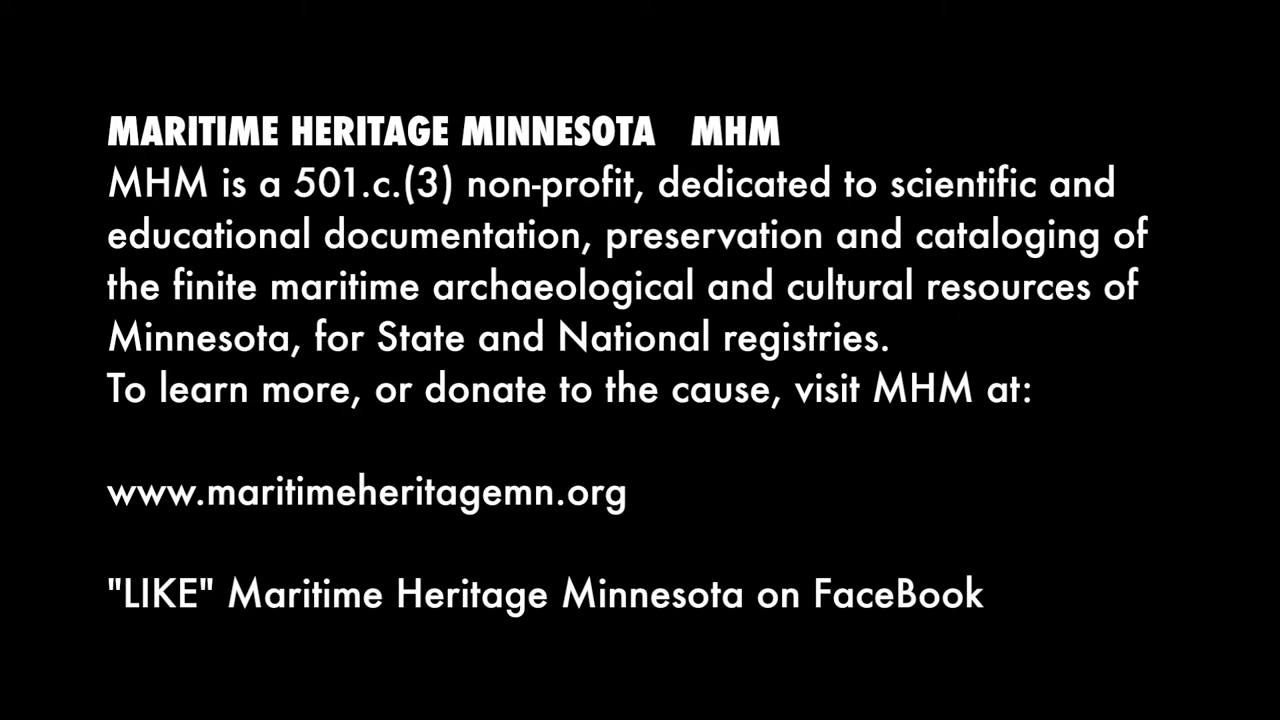 MARITIME HERITAGE MINNESOTA MHM
MHM is a 501.c.(3) non-profit, dedicated to scientific and
educational documentation, preservation and cataloging of
the finite maritime archaeological and cultural resources of
Minnesota, for State and National registries.
To learn more, or donate to the cause, visit MHM at:
www.maritimeheritagemn.org
"LIKE" Maritime Heritage Minnesota on FaceBook